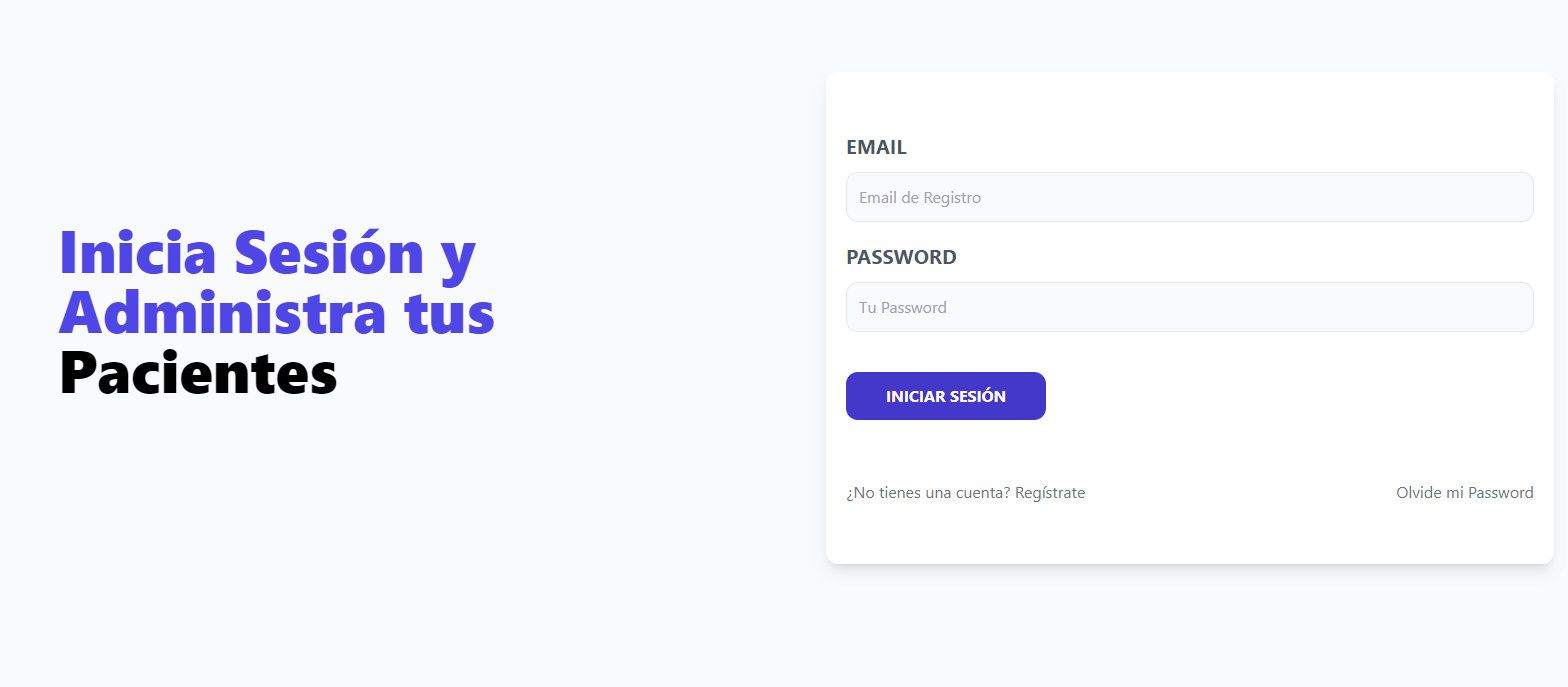 Inicia Sesión y
Administra tus
Pacientes
EMAIL
Email de Registro
PASSWORD
Tu Password
INICIAR SESIÓN
¿No tienes una cuenta? Regístrate
Olvide mi Password